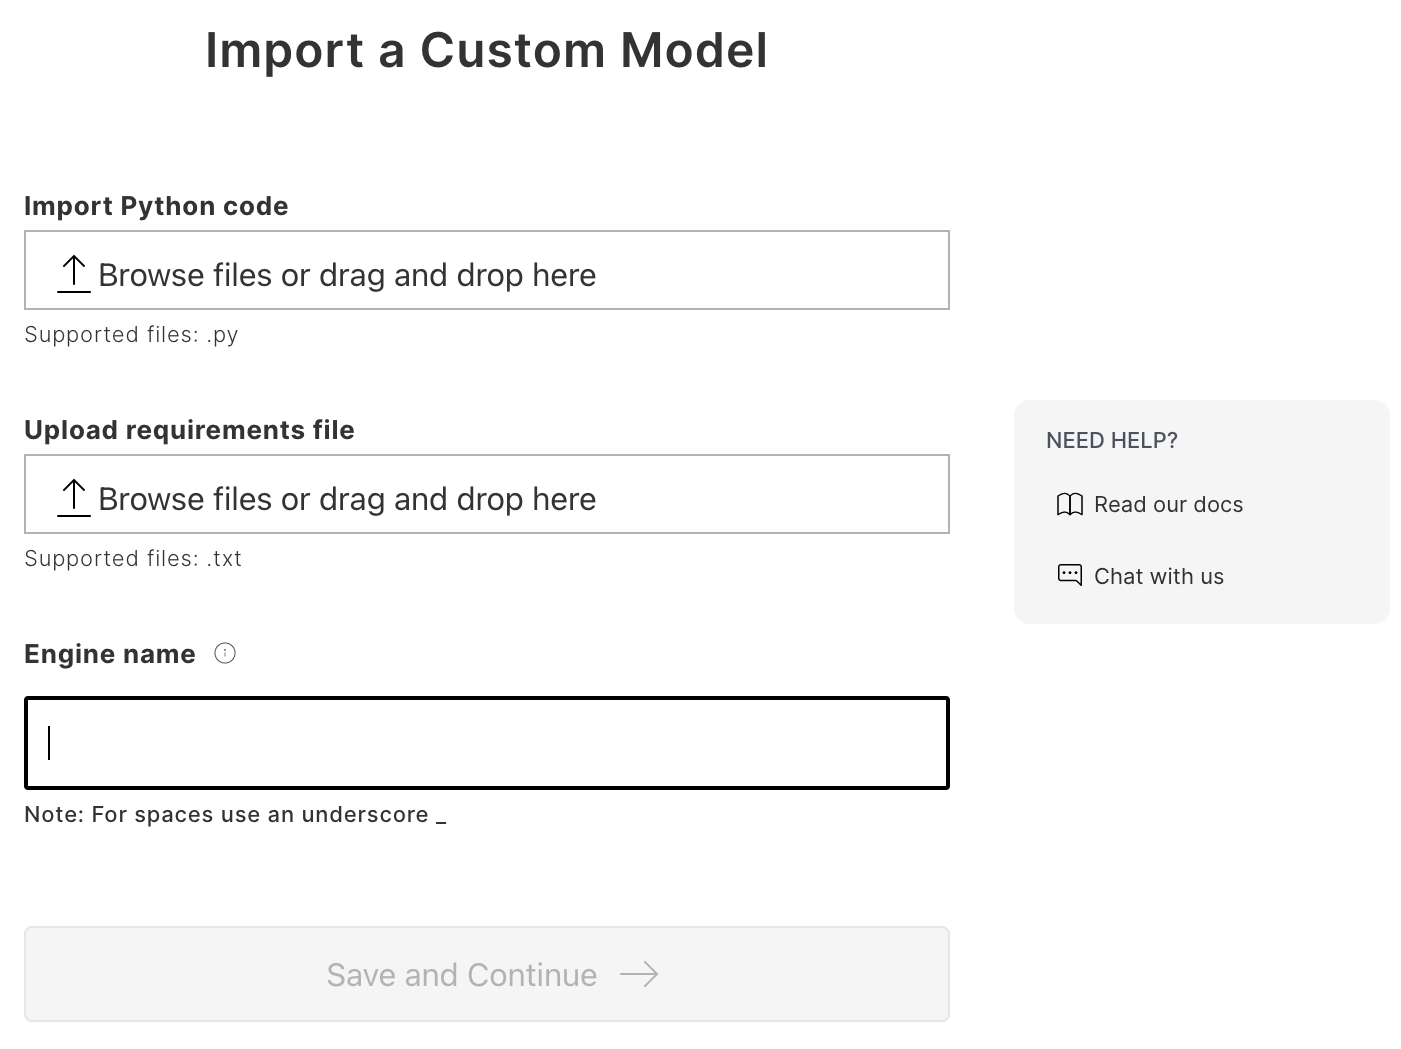 Import a Custom Model
Import Python code
Browse files or drag and drop here
Supported files: .py
Upload requirements file
Browse files or drag and drop here
Supported files: .txt
Engine name
Note: For spaces use an underscore _
Save and Continue
NEED HELP?
Read our docs
Chat with us